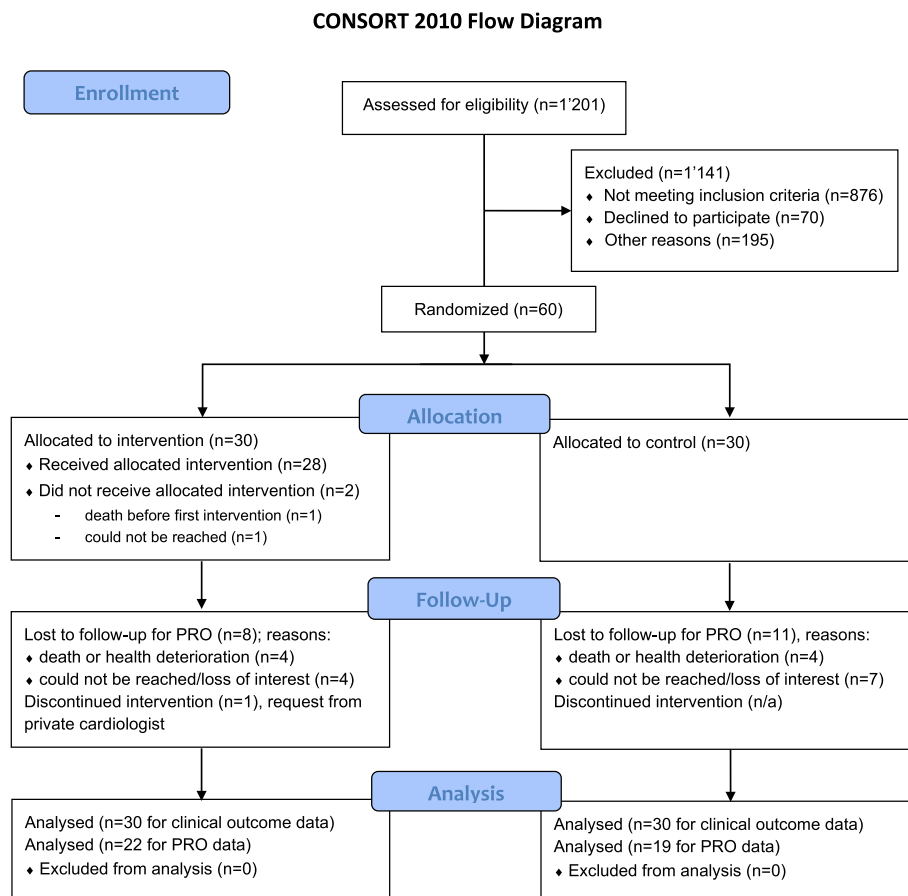 CONSORT 2010 Flow Diagram
Enrollment
Assessed for eligibility (n=1'201)
Excluded (n=1'141)
♦ Not meeting inclusion criteria (n=876)
♦ Declined to participate (n=70)
♦ Other reasons (n=195)
Randomized (n=60)
Allocation
Allocated to intervention (n=30)
♦ Received allocated intervention (n=28)
♦ Did not receive allocated intervention (n=2)
- death before first intervention (n=1)
- could not be reached (n=1)
Allocated to control (n=30)
Follow-Up
Lost to follow-up for PRO (n=8); reasons:
♦ death or health deterioration (n=4)
♦ could not be reached/loss of interest (n=4)
Discontinued intervention (n=1), request from
private cardiologist
Lost to follow-up for PRO (n=11), reasons:
♦ death or health deterioration (n=4)
♦ could not be reached/loss of interest (n=7)
Discontinued intervention (n/a)
Analysis
Analysed (n=30 for clinical outcome data)
Analysed (n=22 for PRO data)
♦ Excluded from analysis (n=0)
Analysed (n=30 for clinical outcome data)
Analysed (n=19 for PRO data)
♦ Excluded from analysis (n=0)